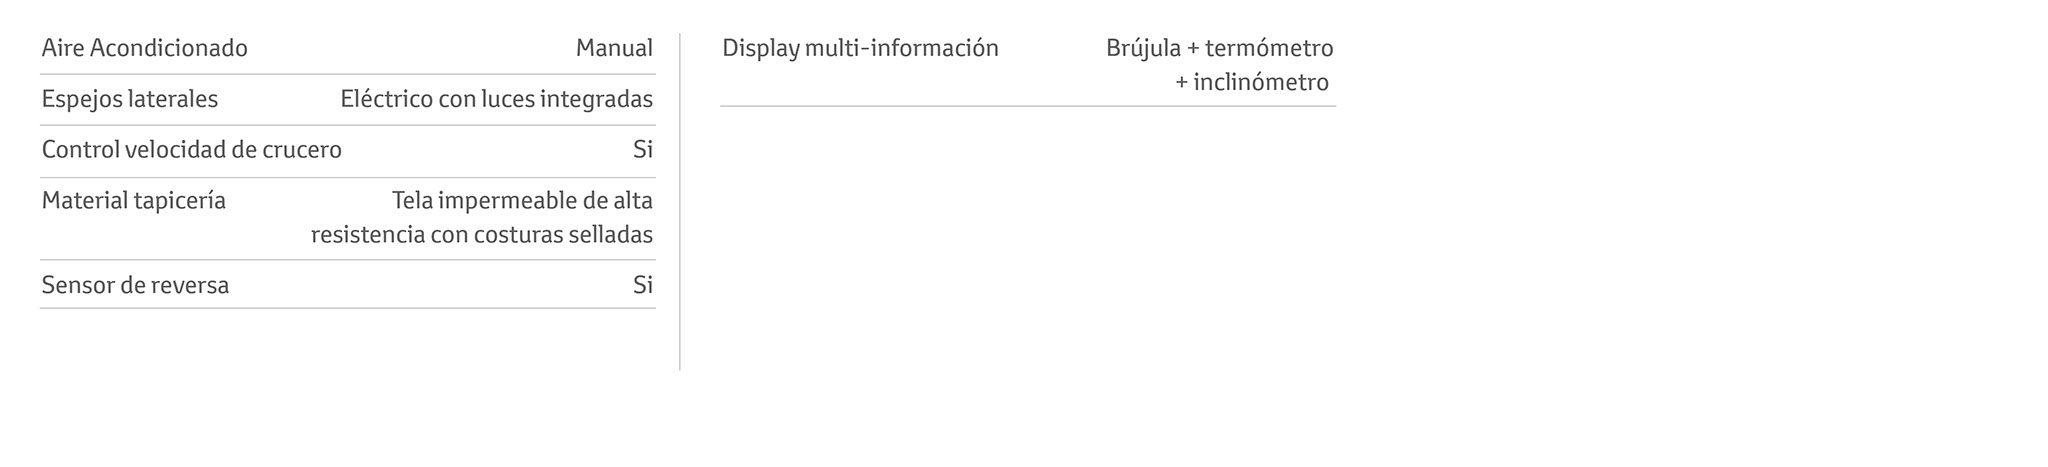 Aire Acondicionado Manual
Espejos laterales Eléctrico con luces integradas
Control velocidad de crucero Si
Material tapicería Tela impermeable de alta
resistencia con costuras selladas
Sensor de reversa Si
Display multi-información Brújula + termómetro
+ inclinómetro